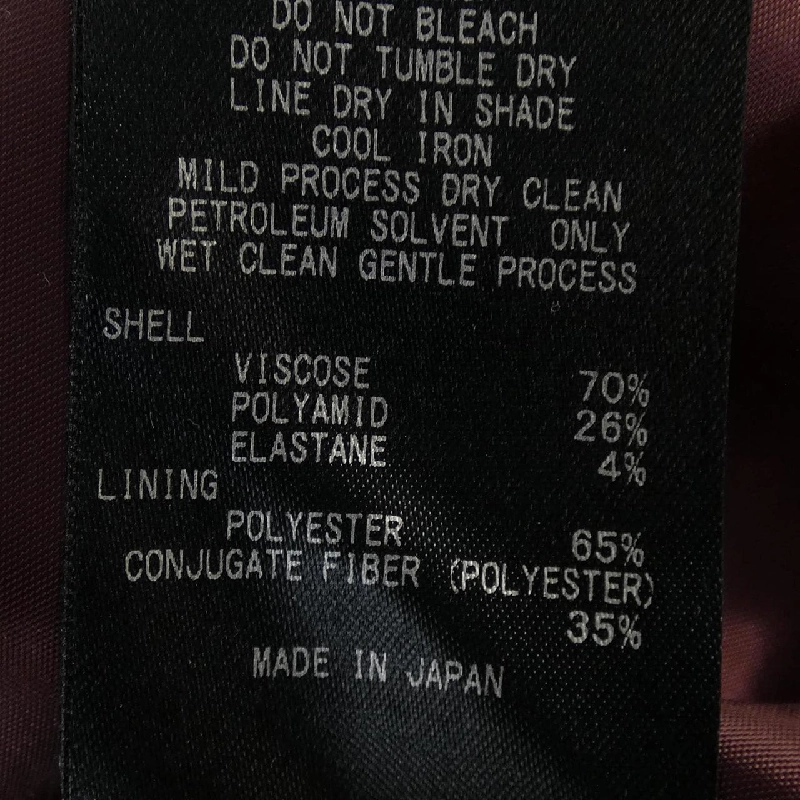 DO NOT BLEACH
DO NOT TUMBLE DRY
LINE DRY IN SHADE
COOL IRON
MILD PROCESS DRY CLEAN
PETROLEUM SOLVENT ONLY
WET CLEAN GENTLE PROCESS
SHELL
VISCOSE 70%
POLYAMID 26%
ELASTANE 4%
LINING
POLYESTER 65%
CONJUGATE FIBER (POLYESTER)
35%
MADE IN JAPAN